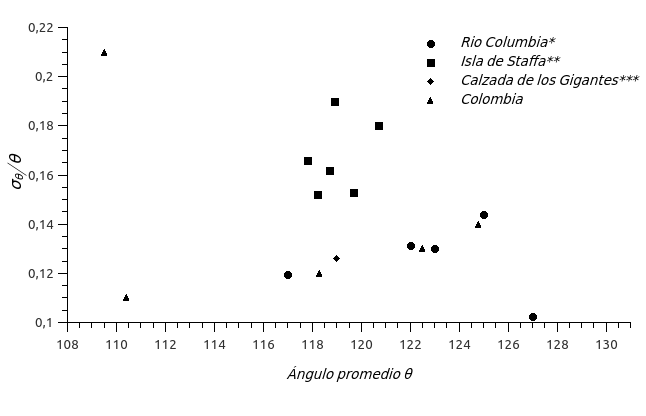 0,22
Rio Columbia*
Isla de Staffa**
Calzada de los Gigantes***
Colombia
0,2
0,18
0,16
0,14
0,12
0,1
σθ/θ
108 110 112 114 116 118 120 122 124 126 128 130
Ángulo promedio θ